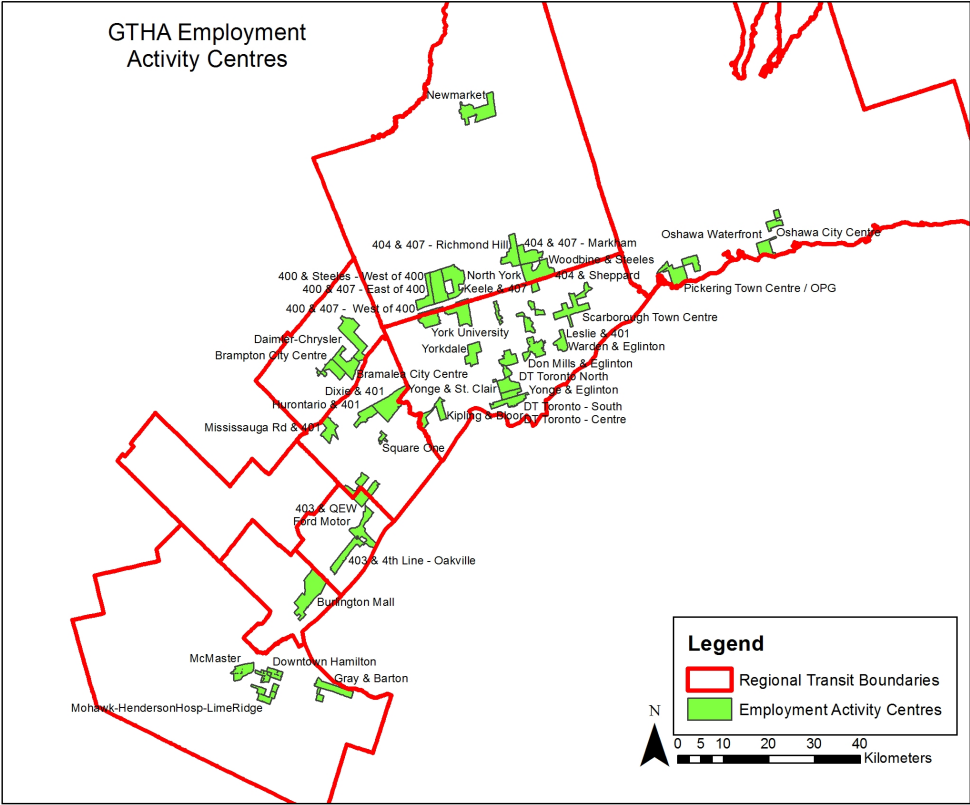 GTHA Employment
Activity Centres
Newmarket
Oshawa Waterfront
Oshawa City Centre
404 & 407 - Richmond Hill
404 & 407 - Markham
Woodbine & Steeles
400 & Steeles - West of 400
North York
404 & Sheppard
400 & 407 - East of 400
Keele & 407
Pickering Town Centre / OPG
400 & 407 - West of 400
Scarborough Town Centre
Daimer-Chrysler
York University
Leslie & 401
Brampton City Centre
Yorkdale
Warden & Eglinton
Don Mills & Eglinton
Bramalea City Centre
DT Toronto North
Dixie & 401
Yonge & St. Clair
Yonge & Eglinton
Hurontario & 401
Kipling & Bloor
DT Toronto - South
DT Toronto - Centre
Mississauga Rd & 401
Square One
403 & QEW
Ford Motor
403 & 4th Line - Oakville
Burlington Mall
McMaster
Downtown Hamilton
Gray & Barton
Mohawk-HendersonHosp-LimeRidge
Legend
Regional Transit Boundaries
Employment Activity Centres
N
0 5 10 20 30 40
Kilometers